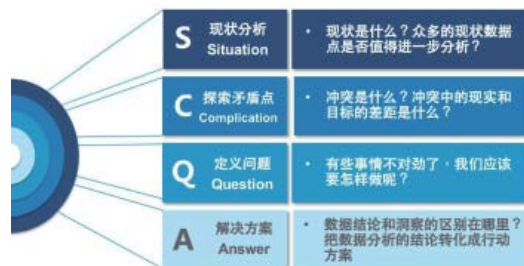 S 现状分析
Situation
• 现状是什么？众多的现状数据
点是否值得进一步分析？
C 探索矛盾点
Complication
• 冲突是什么？冲突中的现实和
目标的差距是什么？
Q 定义问题
Question
• 有些事情不对劲了，我们应该
要怎样做呢？
A 解决方案
Answer
• 数据结论和洞察的区别在哪里？
把数据分析的结论转化成行动
方案